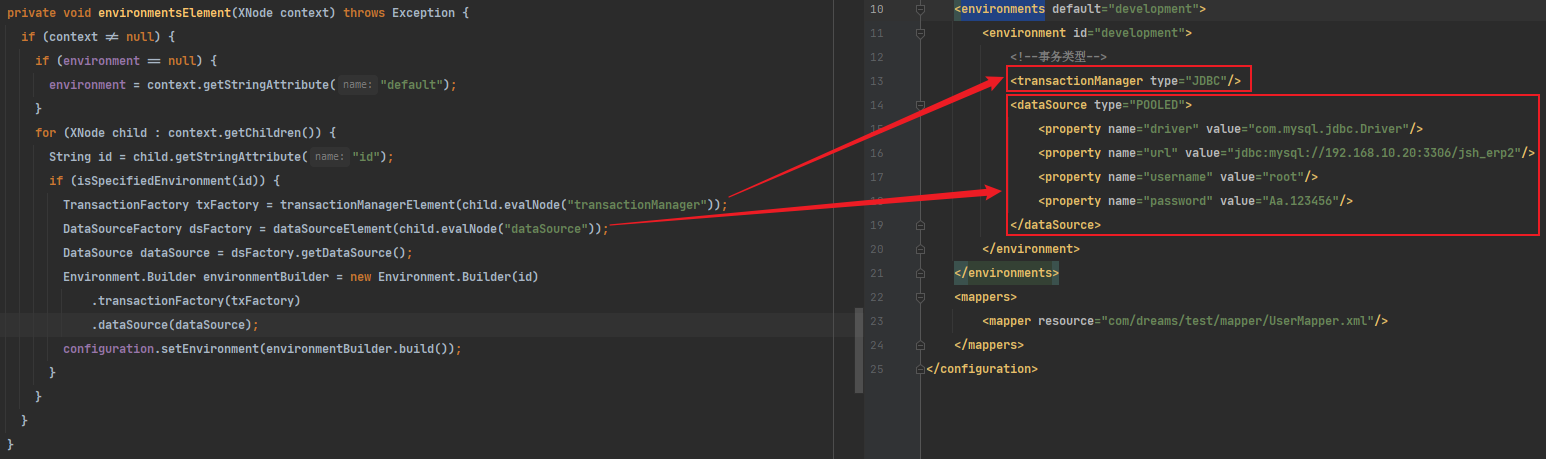 private void environmentsElement(XNode context) throws Exception {
if (context ≠ null) {
if (environment == null) {
environment = context.getStringAttribute( name: "default");
}
for (XNode child : context.getChildren()) {
String id = child.getStringAttribute( name: "id");
if (isSpecifiedEnvironment(id)) {
TransactionFactory txFactory = transactionManagerElement(child.evalNode("transactionManager"));
DataSourceFactory dsFactory = dataSourceElement(child.evalNode("dataSource"));
DataSource dataSource = dsFactory.getDataSource();
Environment.Builder environmentBuilder = new Environment.Builder(id)
.transactionFactory(txFactory)
.dataSource(dataSource);
configuration.setEnvironment(environmentBuilder.build());
}
}
}
}
10 <environments default="development">
11 <environment id="development">
12 <!--事务类型-->
13 <transactionManager type="JDBC"/>
14 <dataSource type="POOLED">
15 <property name="driver" value="com.mysql.jdbc.Driver"/>
16 <property name="url" value="jdbc:mysql://192.168.10.20:3306/jsh_erp2"/>
17 <property name="username" value="root"/>
<property name="password" value="Aa.123456"/>
19 </dataSource>
20 </environment>
21 </environments>
22 <mappers>
23 <mapper resource="com/dreams/test/mapper/UserMapper.xml"/>
24 </mappers>
25 </configuration>